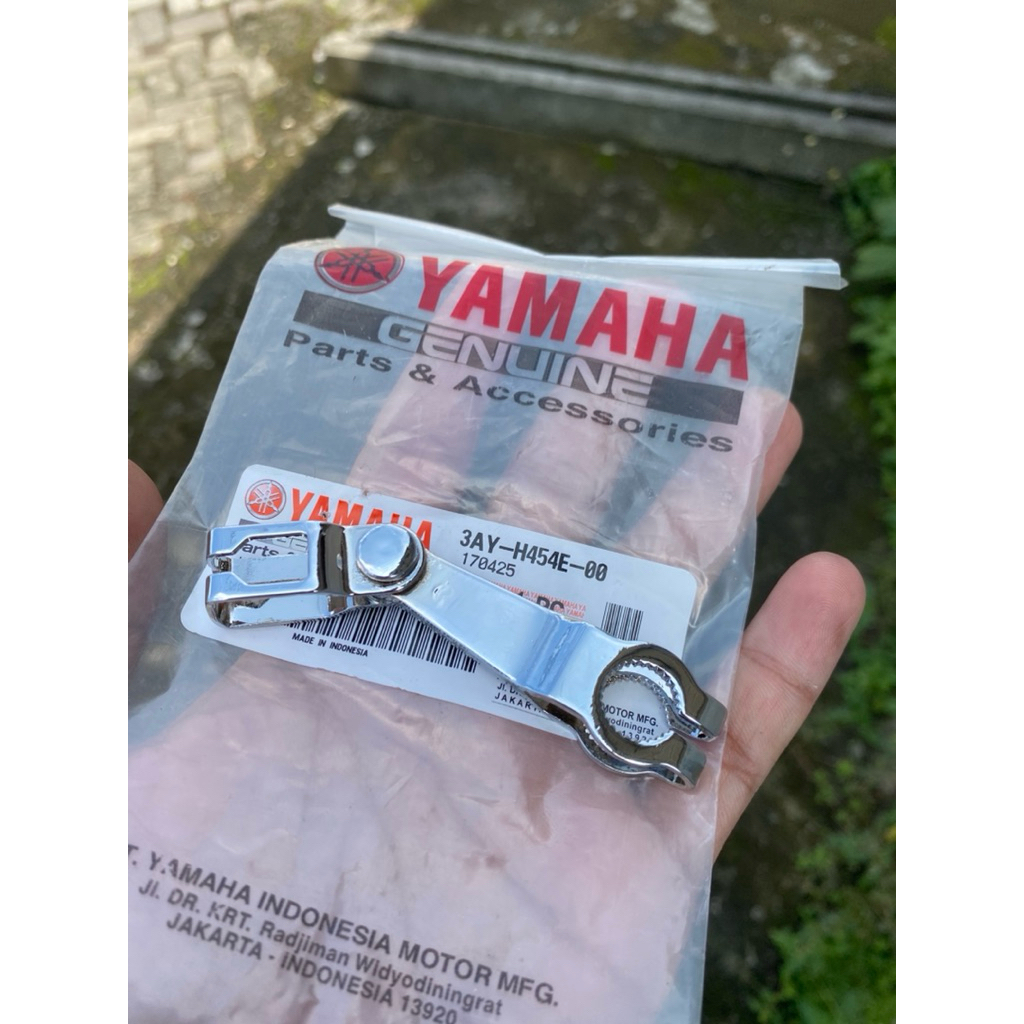 YAMAHA
GENUINE
Parts & Accessories
YAMAHA
3AY-H454E-00
170425
MADE IN INDONESIA
MOTOR MFG.
T. YAMAHA INDONESIA MOTOR MFG.
Jl. DR. KRT. Radjiman Widyodiningrat
JAKARTA - INDONESIA 13920